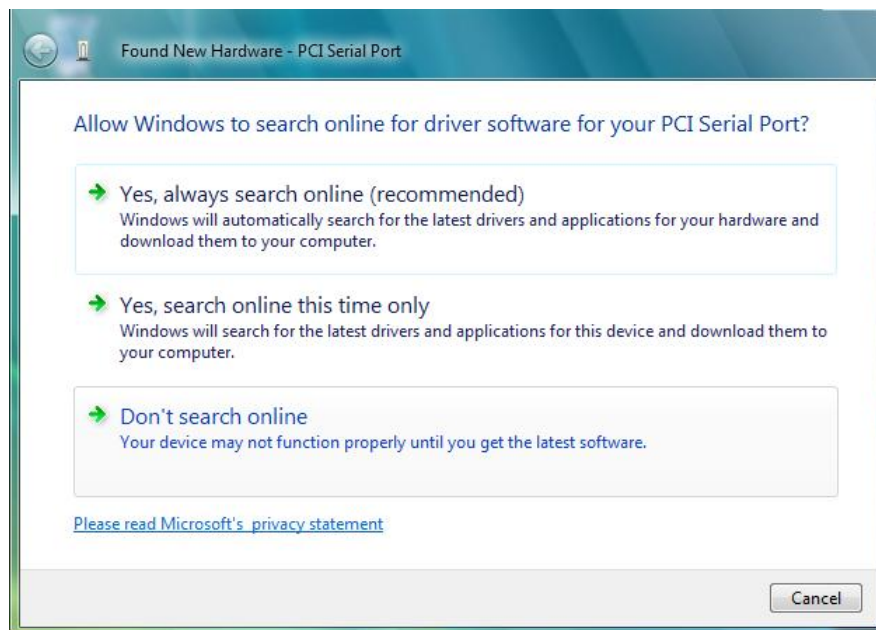 Found New Hardware - PCI Serial Port
Allow Windows to search online for driver software for your PCI Serial Port?
Yes, always search online (recommended)
Windows will automatically search for the latest drivers and applications for your hardware and
download them to your computer.
Yes, search online this time only
Windows will search for the latest drivers and applications for this device and download them to
your computer.
Don't search online
Your device may not function properly until you get the latest software.
Please read Microsoft's privacy statement
Cancel